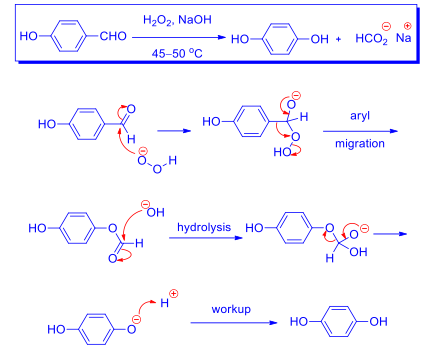 HO CHO H₂O₂, NaOH 45–50 °C HO OH + HCO₂⊖ Na⊕
HO O H ⊖O O H HO O⊖ H O HO aryl migration
HO O H O ⊖OH hydrolysis HO O O⊖ H OH
HO O⊖ H⊕ workup HO OH